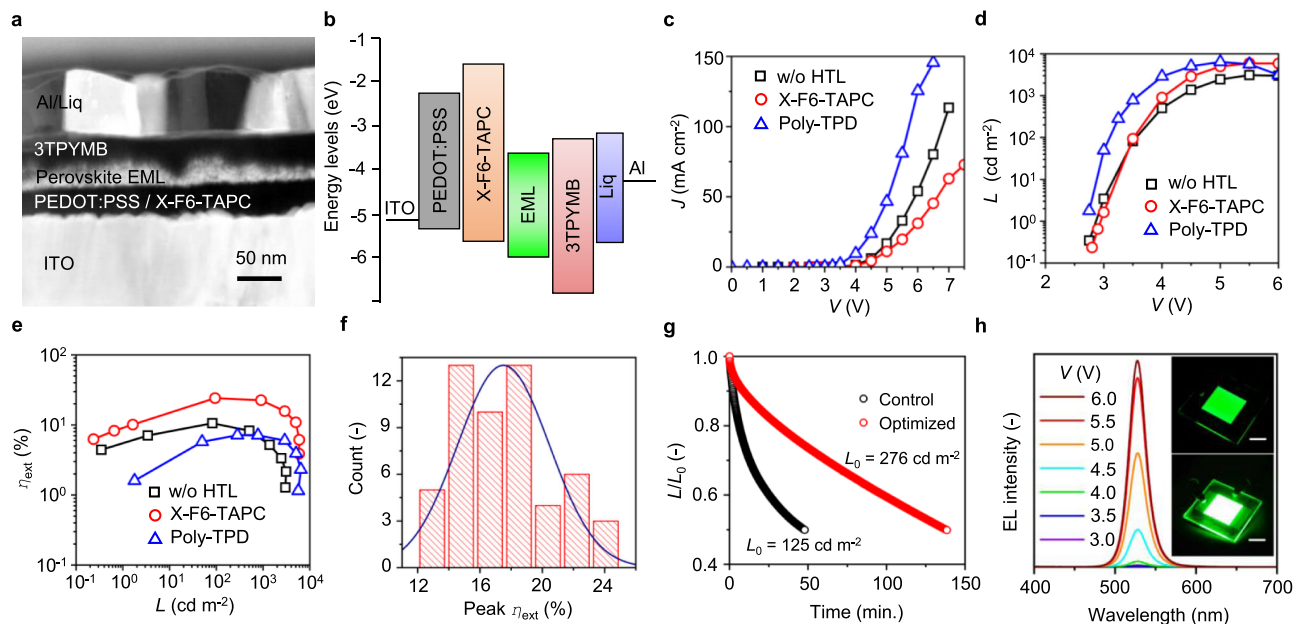 a
Al/Liq
3TPYMB
Perovskite EML
PEDOT:PSS / X-F6-TAPC
ITO
50 nm
b
Energy levels (eV)
-1
-2
-3
-4
-5
-6
ITO
PEDOT:PSS
X-F6-TAPC
EML
3TPYMB
Liq
Al
c
J (mA cm-2)
150
100
50
0
w/o HTL
X-F6-TAPC
Poly-TPD
0 1 2 3 4 5 6 7
V (V)
d
L (cd m-2)
10^4
10^3
10^2
10^1
10^0
10^-1
w/o HTL
X-F6-TAPC
Poly-TPD
2 3 4 5 6
V (V)
e
ηext (%)
10^2
10^1
10^0
10^-1
w/o HTL
X-F6-TAPC
Poly-TPD
10^-1 10^0 10^1 10^2 10^3 10^4
L (cd m-2)
f
Count (-)
12
9
6
3
0
12 16 20 24
Peak ηext (%)
g
L/L0 (-)
1.0
0.8
0.6
0.4
Control
Optimized
L0 = 276 cd m-2
L0 = 125 cd m-2
0 50 100 150
Time (min.)
h
EL intensity (-)
V (V)
6.0
5.5
5.0
4.5
4.0
3.5
3.0
400 500 600 700
Wavelength (nm)